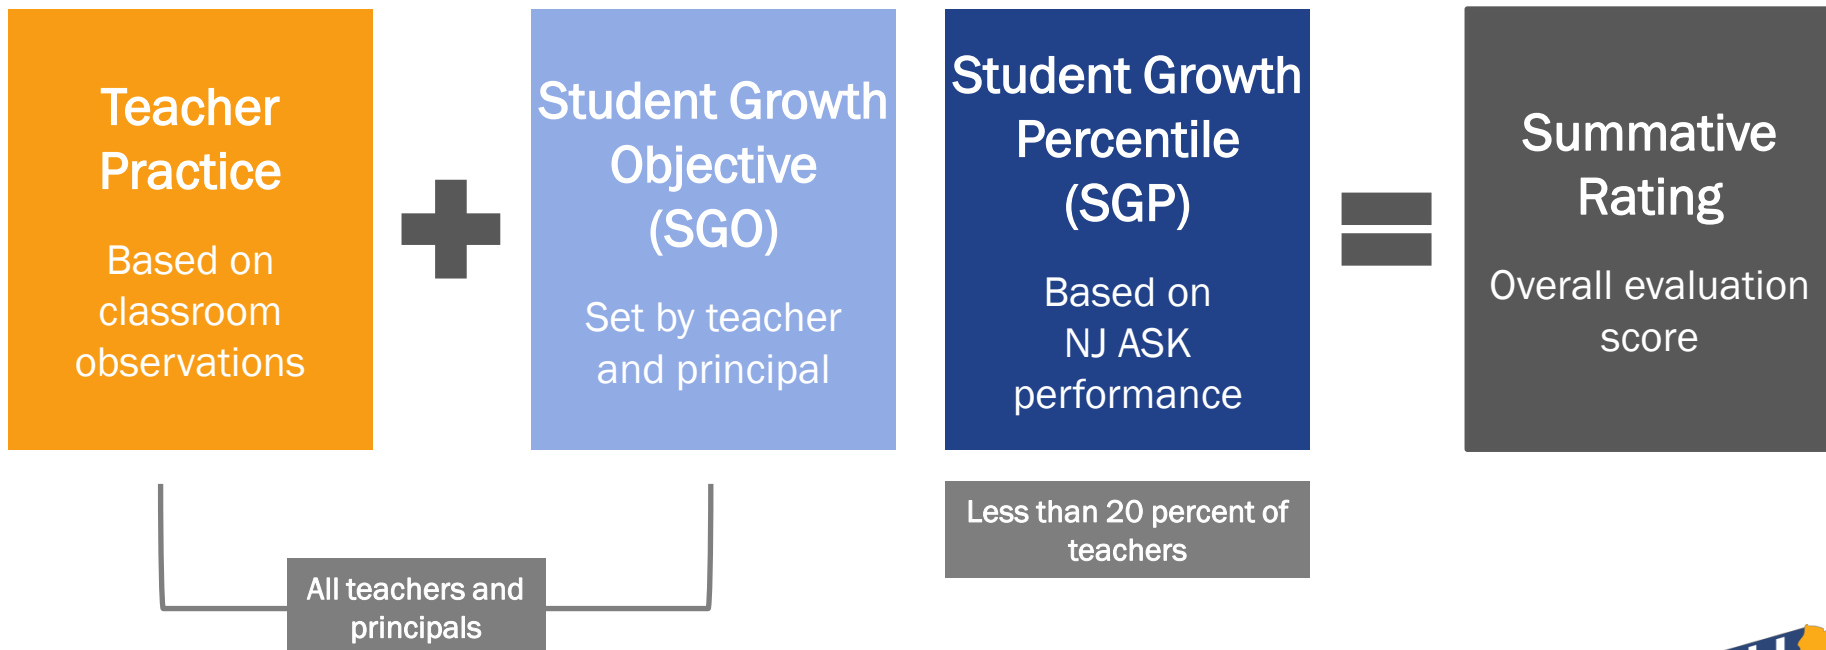 Teacher
Practice
Based on
classroom
observations
Student Growth
Objective
(SGO)
Set by teacher
and principal
Student Growth
Percentile
(SGP)
Based on
NJ ASK
performance
Summative
Rating
Overall evaluation
score
Less than 20 percent of
teachers
All teachers and
principals